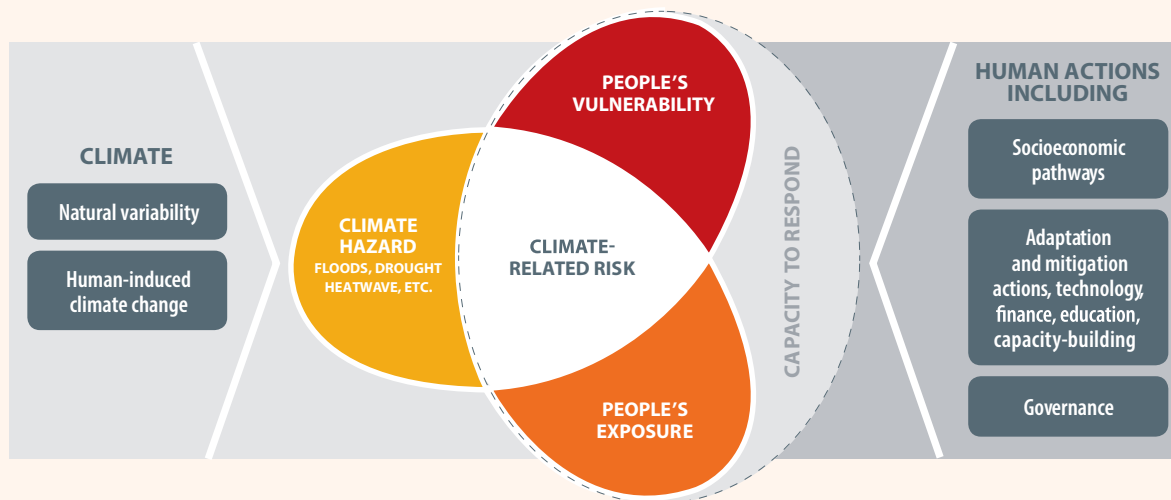 CLIMATE
Natural variability
Human-induced
climate change
CLIMATE
HAZARD
FLOODS, DROUGHT
HEATWAVE, ETC.
CLIMATE-
RELATED RISK
PEOPLE'S
VULNERABILITY
PEOPLE'S
EXPOSURE
CAPACITY TO RESPOND
HUMAN ACTIONS
INCLUDING
Socioeconomic
pathways
Adaptation
and mitigation
actions, technology,
finance, education,
capacity-building
Governance